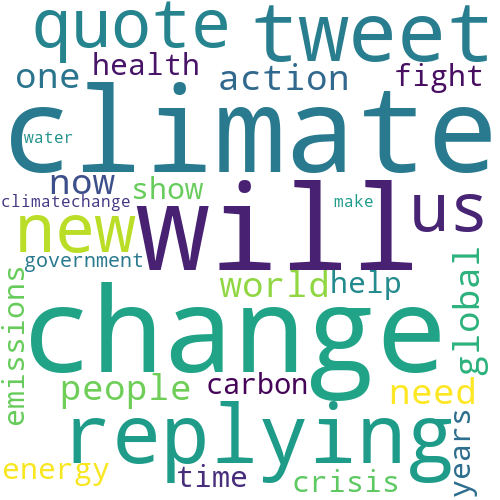 quote
tweet
one
health
action
fight
climate
water
now
show
will
climatechange
make
us
new
government
world
help
global
emissions
change
people
carbon
need
replying
years
energy
time
crisis